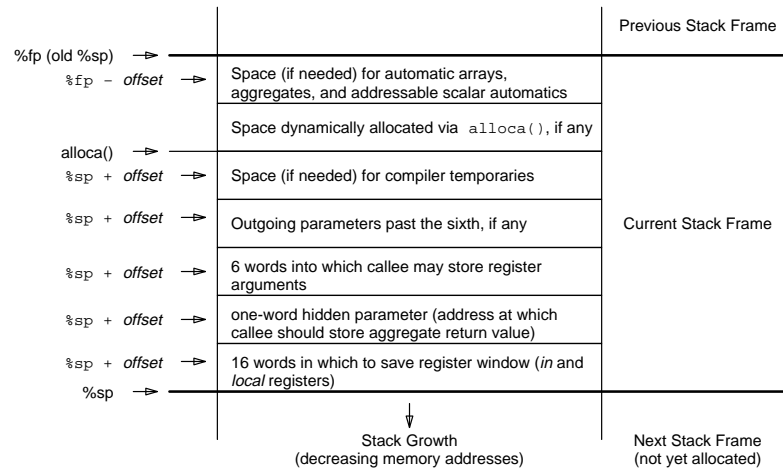 Previous Stack Frame
%fp (old %sp)
%fp - offset
Space (if needed) for automatic arrays,
aggregates, and addressable scalar automatics
Space dynamically allocated via alloca(), if any
alloca()
%sp + offset
Space (if needed) for compiler temporaries
%sp + offset
Outgoing parameters past the sixth, if any
Current Stack Frame
%sp + offset
6 words into which callee may store register
arguments
%sp + offset
one-word hidden parameter (address at which
callee should store aggregate return value)
%sp + offset
16 words in which to save register window (in and
local registers)
%sp
Stack Growth
(decreasing memory addresses)
Next Stack Frame
(not yet allocated)